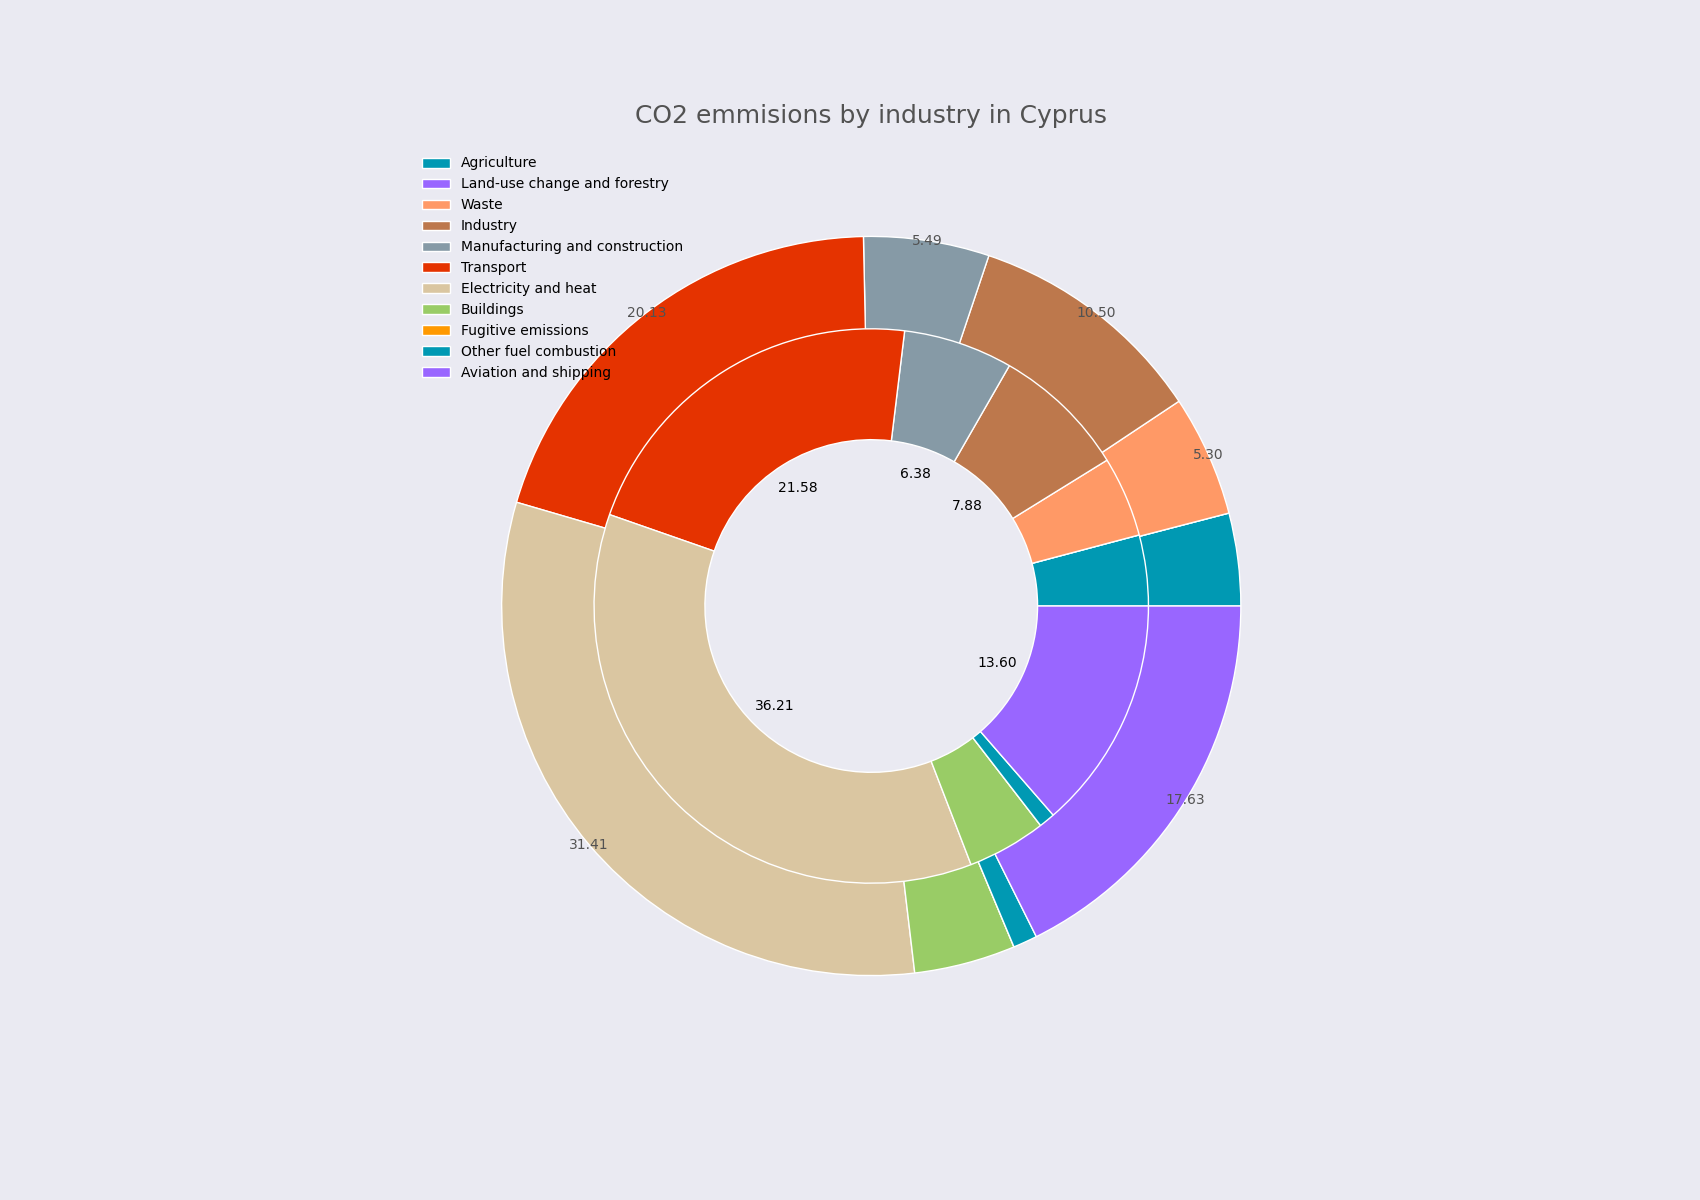 CO2 emmisions by industry in Cyprus
Agriculture
Land-use change and forestry
Waste
Industry
Manufacturing and construction
Transport
Electricity and heat
Buildings
Fugitive emissions
Other fuel combustion
Aviation and shipping
5.49
20.13
10.50
5.30
6.38
21.58
7.88
13.60
36.21
17.63
31.41